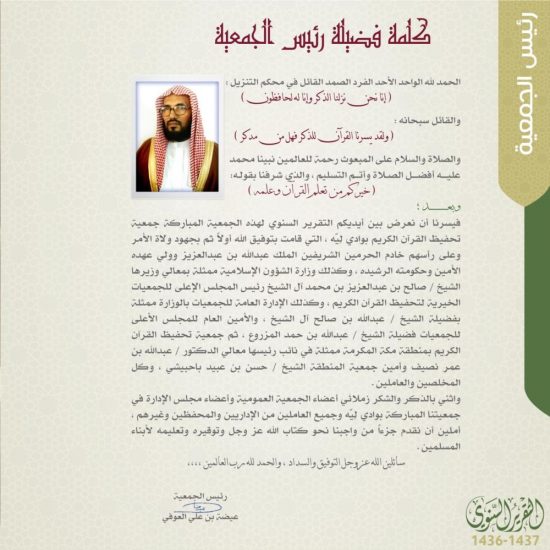 رئيس الجمعية
كلمة فضيلة رئيس الجمعية
الحمد لله الواحد الأحد الفرد الصمد القائل في محكم التنزيل :
( إنا نحن نزلنا الذكر وإنا له لحافظون )
والقائل سبحانه :
( ولقد يسرنا القرآن للذكر فهل من مدكر )
والصلاة والسلام على المبعوث رحمة للعالمين نبينا محمد
عليه أفضل الصلاة وأتم التسليم ، والذي شرفنا بقوله:
( خيركم من تعلم القرآن وعلمه )
وبعد ؛
فيسرنا أن نعرض بين أيديكم التقرير السنوي لهذه الجمعية المباركة جمعية
تحفيظ القرآن الكريم بوادي ليّه ، التي قامت بتوفيق الله أولاً ثم بجهود ولاة الأمر
وعلى رأسهم خادم الحرمين الشريفين الملك عبدالله بن عبدالعزيز وولي عهده
الأمين وحكومته الرشيده ، وكذلك وزارة الشؤون الإسلامية ممثلة بمعالي وزيرها
الشيخ / صالح بن عبدالعزيز بن محمد آل الشيخ رئيس المجلس الإعلى للجمعيات
الخيرية لتحفيظ القرآن الكريم ، وكذلك الإدارة العامة للجمعيات بالوزارة ممثلة
بفضيلة الشيخ / عبدالله بن صالح آل الشيخ ، والأمين العام للمجلس الأعلى
للجمعيات فضيلة الشيخ / عبدالله بن حمد المزروع ، ثم جمعية تحفيظ القرآن
الكريم بمنطقة مكة المكرمة ممثلة في نائب رئيسها معالي الدكتور / عبدالله بن
عمر نصيف وأمين جمعية المنطقة الشيخ / حسن بن عبيد باحبيشي ، وكل
المخلصين والعاملين .
واثني بالذكر والشكر زملائي أعضاء الجمعية العمومية وأعضاء مجلس الإدارة في
جمعيتنا المباركة بوادي ليّه وجميع العاملين من الإداريين والمحفظين وغيرهم ،
أملين أن نقدم جزءاً من واجبنا نحو كتاب الله عز وجل وتوقيره وتعليمه لأبناء
المسلمين .
سائلين الله عز وجل التوفيق والسداد ، والحمد لله رب العالمين ،،،،
رئيس الجمعية
عيضة بن علي العوفي
التقرير السنوي
1436-1437